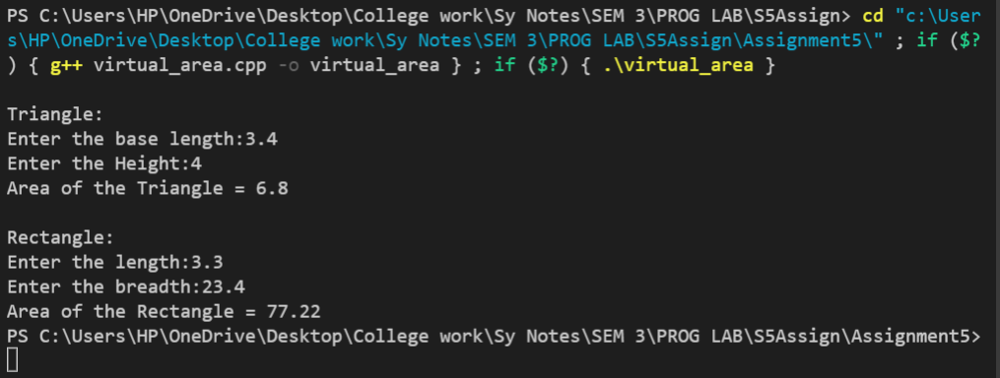 PS C:\Users\HP\OneDrive\Desktop\College work\Sy Notes\SEM 3\PROG LAB\S5Assign> cd "c:\User
s\HP\OneDrive\Desktop\College work\Sy Notes\SEM 3\PROG LAB\S5Assign\Assignment5\" ; if ($?
) { g++ virtual_area.cpp -o virtual_area } ; if ($?) { .\virtual_area }
Triangle:
Enter the base length:3.4
Enter the Height:4
Area of the Triangle = 6.8
Rectangle:
Enter the length:3.3
Enter the breadth:23.4
Area of the Rectangle = 77.22
PS C:\Users\HP\OneDrive\Desktop\College work\Sy Notes\SEM 3\PROG LAB\S5Assign\Assignment5>